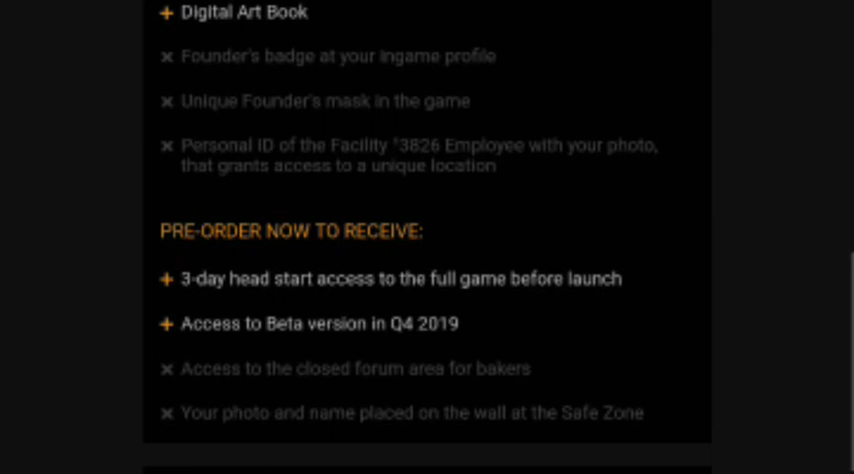 + Digital Art Book
× Founder's badge at your ingame profile
× Unique Founder's mask in the game
× Personal ID of the Facility °3826 Employee with your photo,
that grants access to a unique location
PRE-ORDER NOW TO RECEIVE:
+ 3-day head start access to the full game before launch
+ Access to Beta version in Q4 2019
× Access to the closed forum area for bakers
× Your photo and name placed on the wall at the Safe Zone